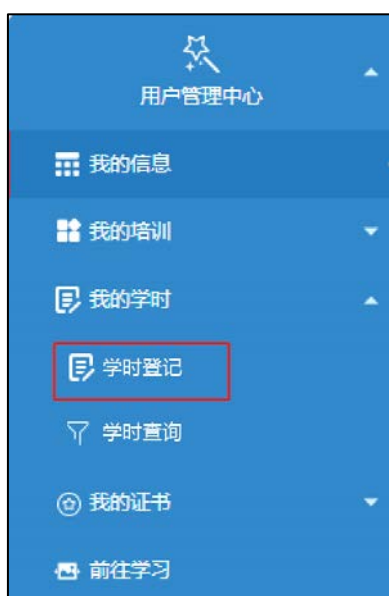 用户管理中心
我的信息
我的培训
我的学时
学时登记
学时查询
我的证书
前往学习